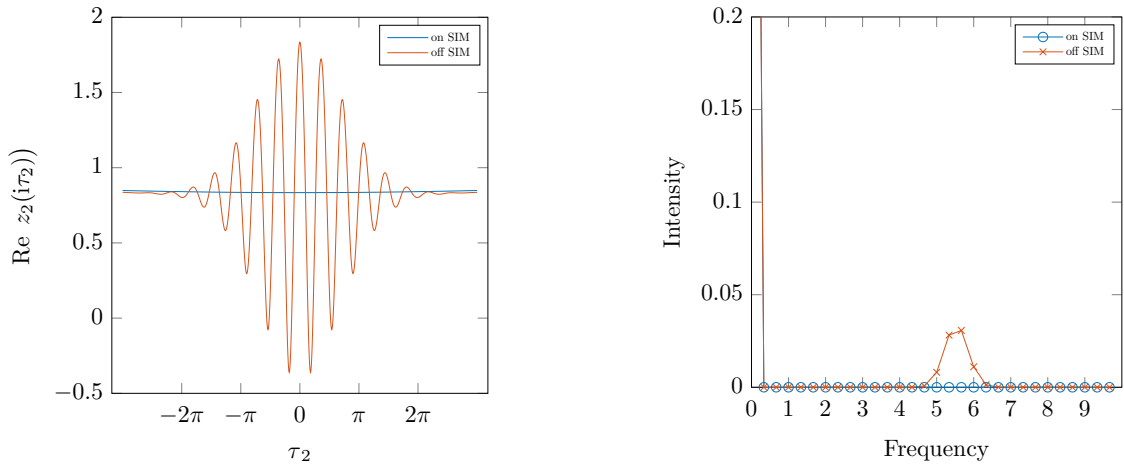 2
1.5
1
0.5
0
−0.5
−2π −π 0 π 2π
τ2
Re z2(iτ2))
on SIM
off SIM
0.2
0.15
0.1
0.05
0
0 1 2 3 4 5 6 7 8 9
Frequency
Intensity
on SIM
off SIM